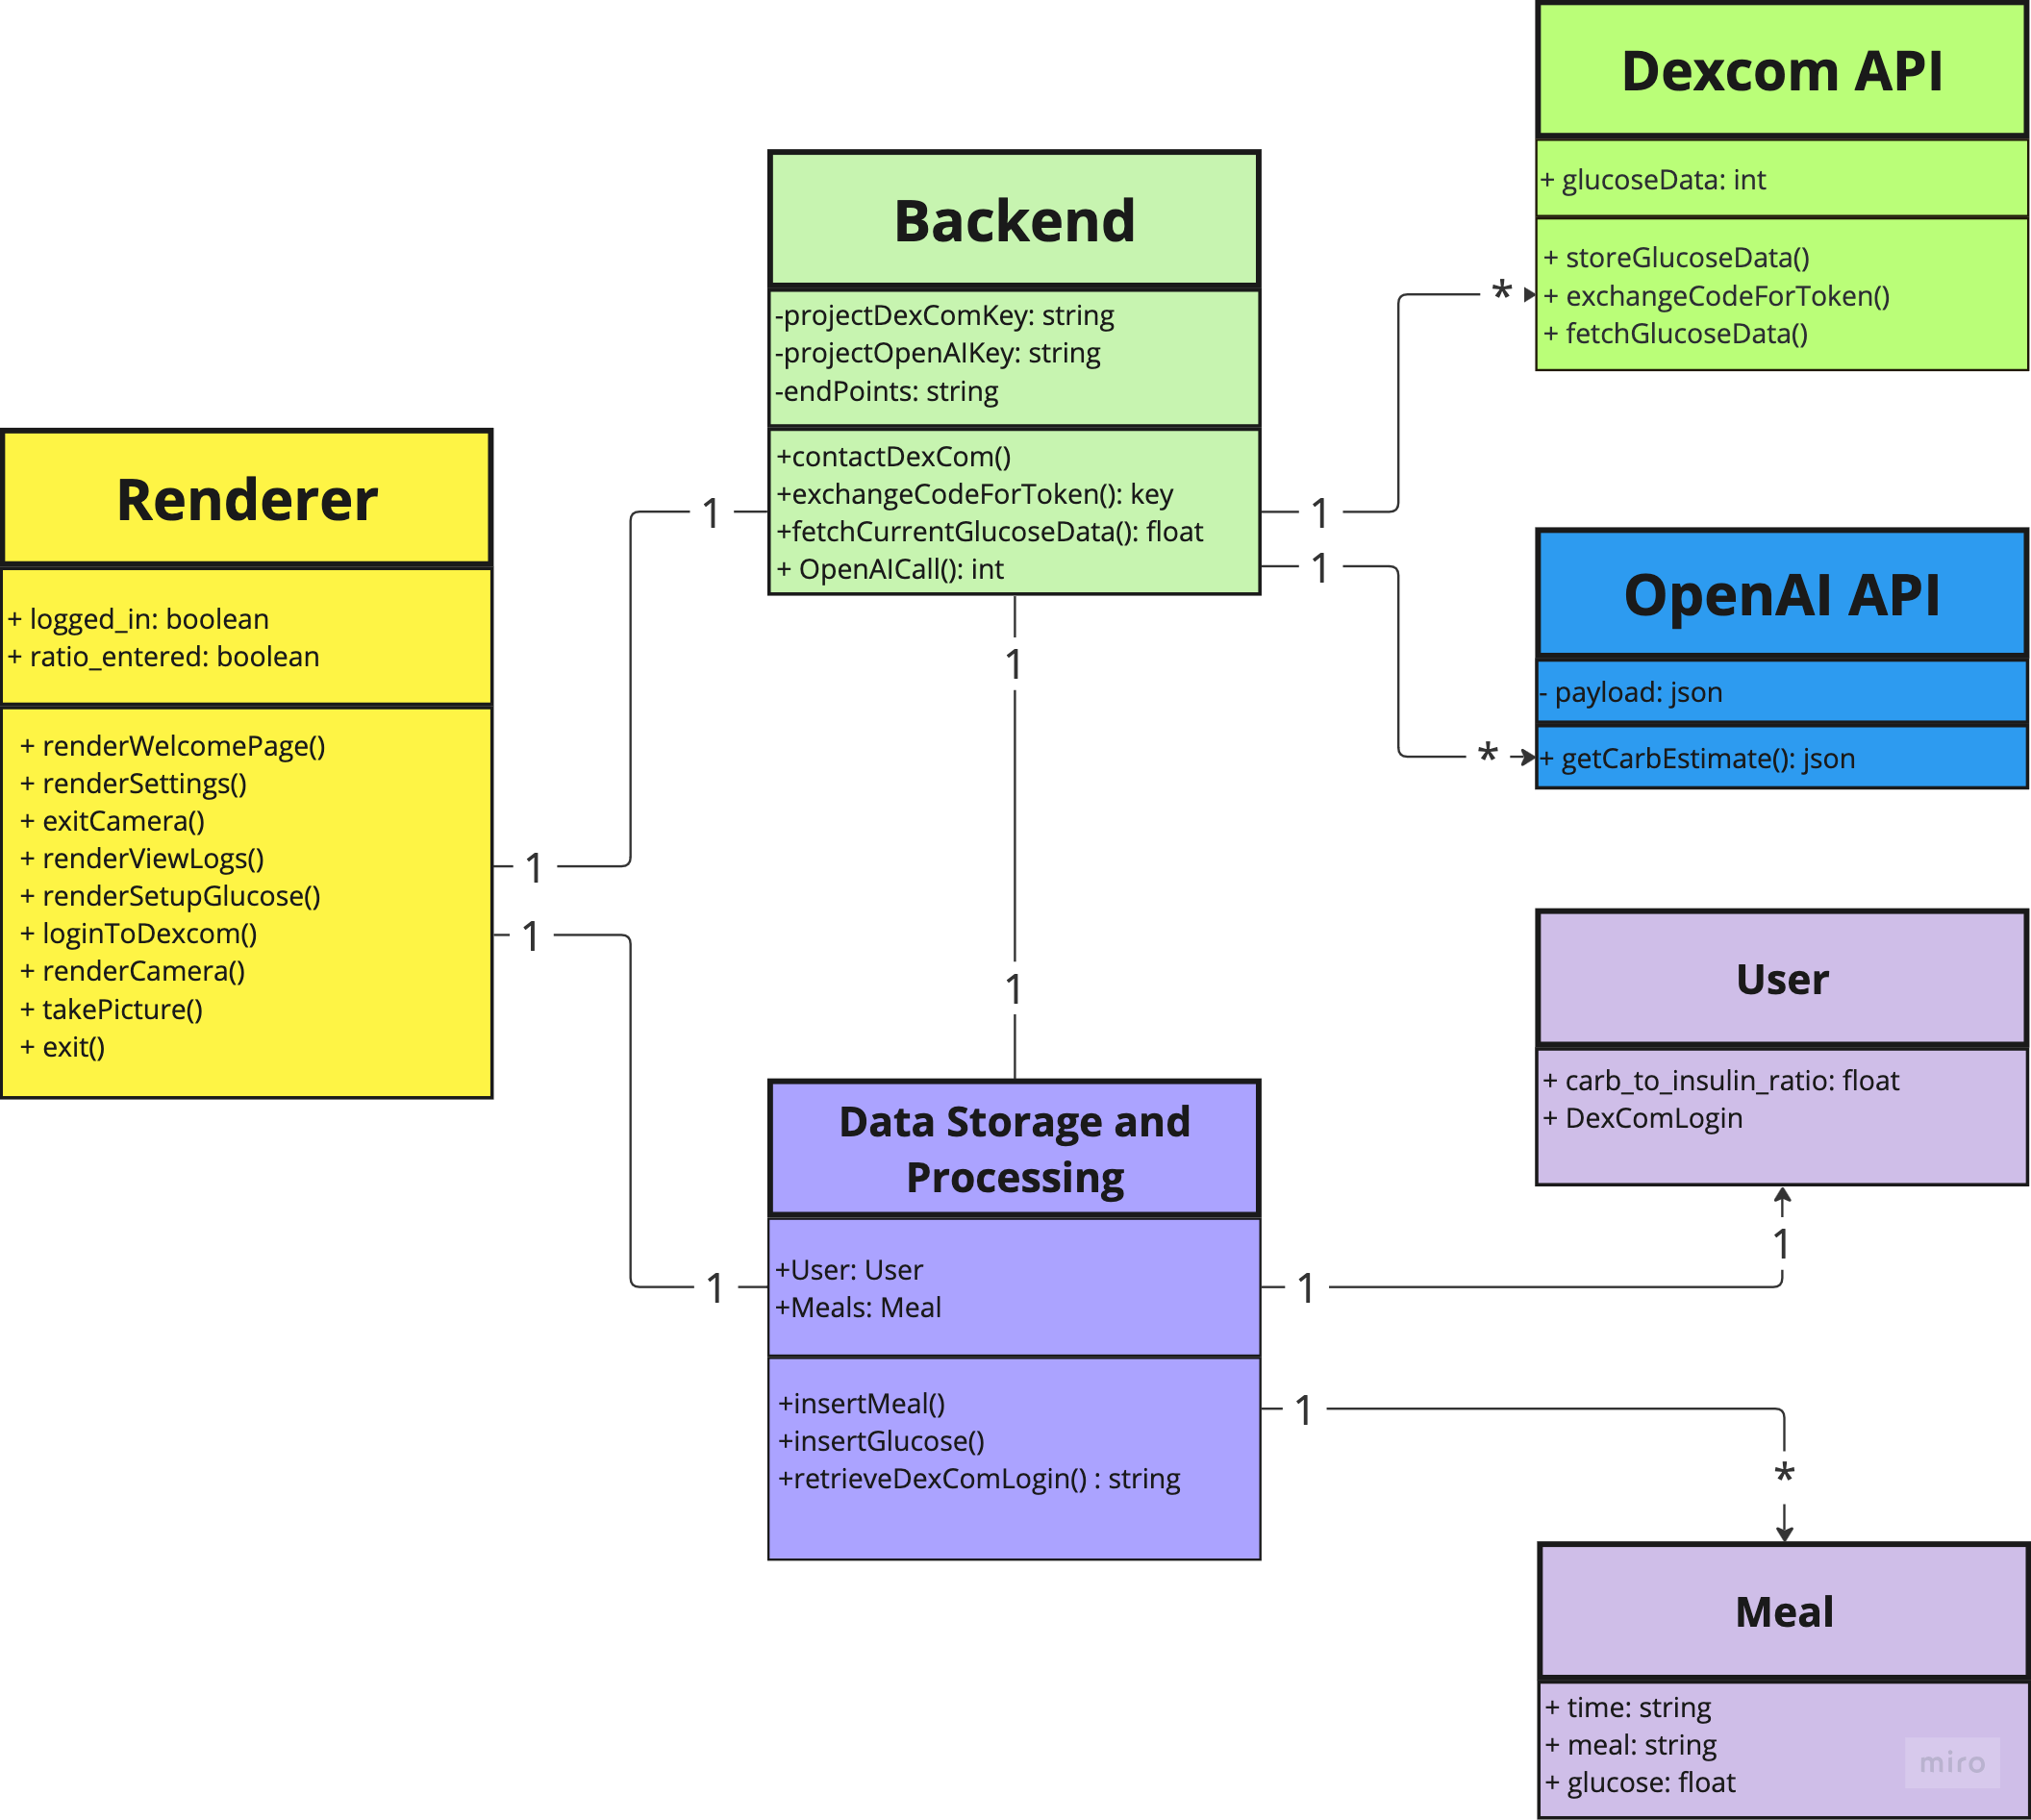 Dexcom API
+ glucoseData: int
+ storeGlucoseData()
+ exchangeCodeForToken()
+ fetchGlucoseData()
Backend
-projectDexComKey: string
-projectOpenAIKey: string
-endPoints: string
+contactDexCom()
+exchangeCodeForToken(): key
+fetchCurrentGlucoseData(): float
+ OpenAICall(): int
Renderer
+ logged_in: boolean
+ ratio_entered: boolean
+ renderWelcomePage()
+ renderSettings()
+ exitCamera()
+ renderViewLogs()
+ renderSetupGlucose()
+ loginToDexcom()
+ renderCamera()
+ takePicture()
+ exit()
1
1
1
*
1
*
1
1
1
1
OpenAI API
- payload: json
+ getCarbEstimate(): json
User
+ carb_to_insulin_ratio: float
+ DexComLogin
Data Storage and
Processing
+User: User
+Meals: Meal
+insertMeal()
+insertGlucose()
+retrieveDexComLogin() : string
1
1
1
*
Meal
+ time: string
+ meal: string
+ glucose: float
miro